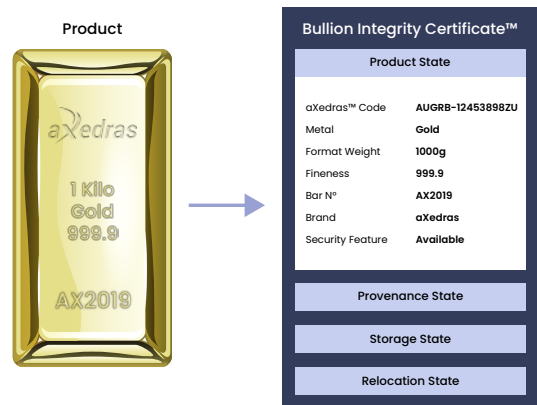 Product
aXedras
1 Kilo
Gold
999.9
AX2019
Bullion Integrity Certificate™
Product State
aXedras™ Code AUGRB-12453898ZU
Metal Gold
Format Weight 1000g
Fineness 999.9
Bar Nº AX2019
Brand aXedras
Security Feature Available
Provenance State
Storage State
Relocation State